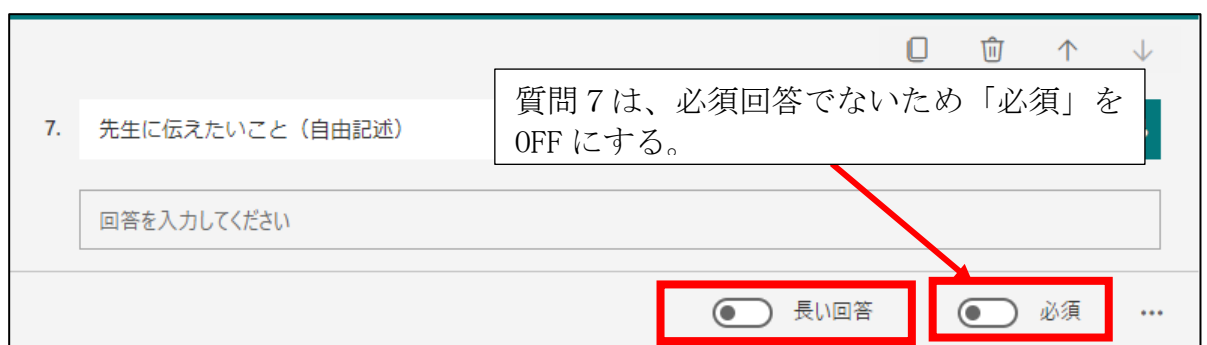 質問７は、必須回答でないため「必須」を
OFF にする。
7. 先生に伝えたいこと（自由記述）
回答を入力してください
長い回答
必須